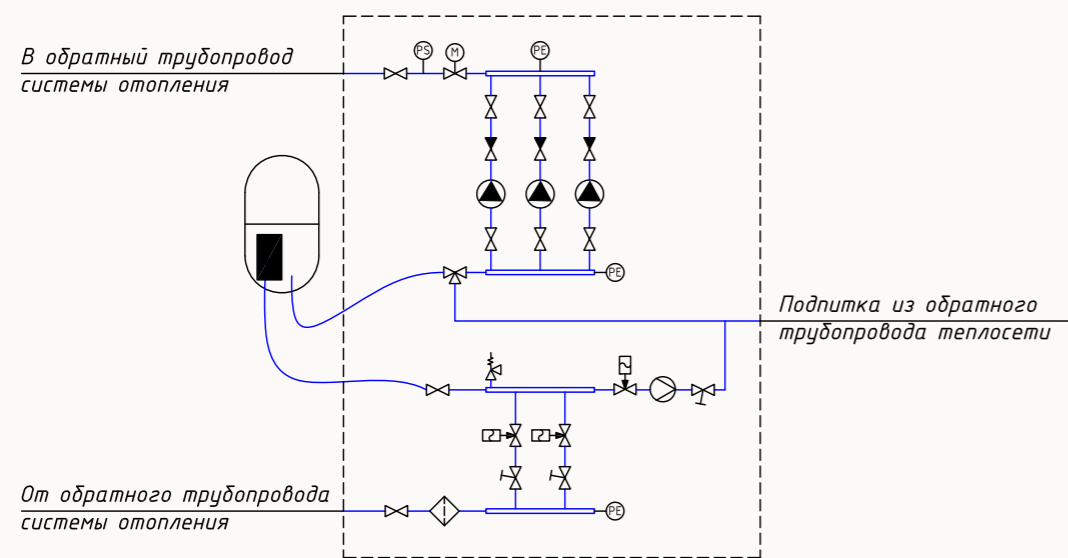 В обратный трубопровод
системы отопления
PS
M
PE
PE
Подпитка из обратного
трубопровода теплосети
От обратного трубопровода
системы отопления
PE